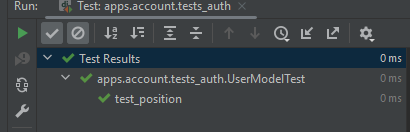 Run: Test: apps.account.tests_auth ×
Test Results 0 ms
apps.account.tests_auth.UserModelTest 0 ms
test_position 0 ms